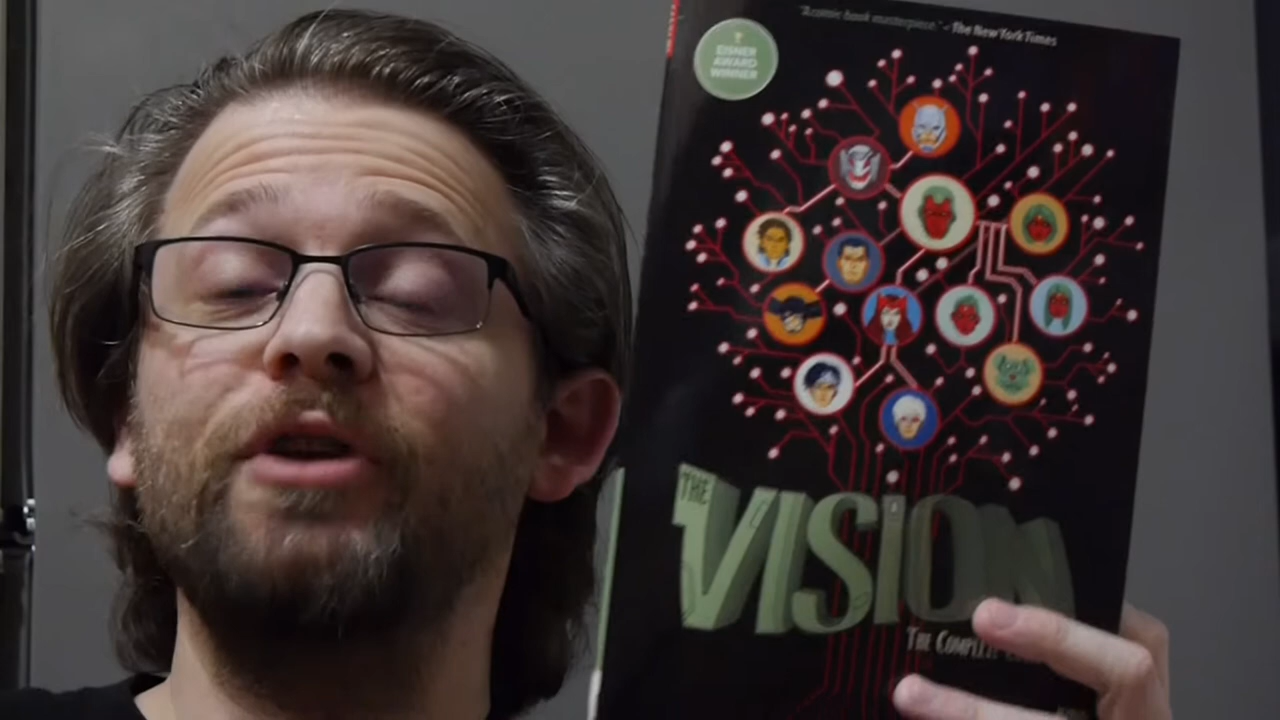 "A comic book masterpiece." - The New York Times
EISNER
AWARD
WINNER
THE
VISION
THE COMPLETE